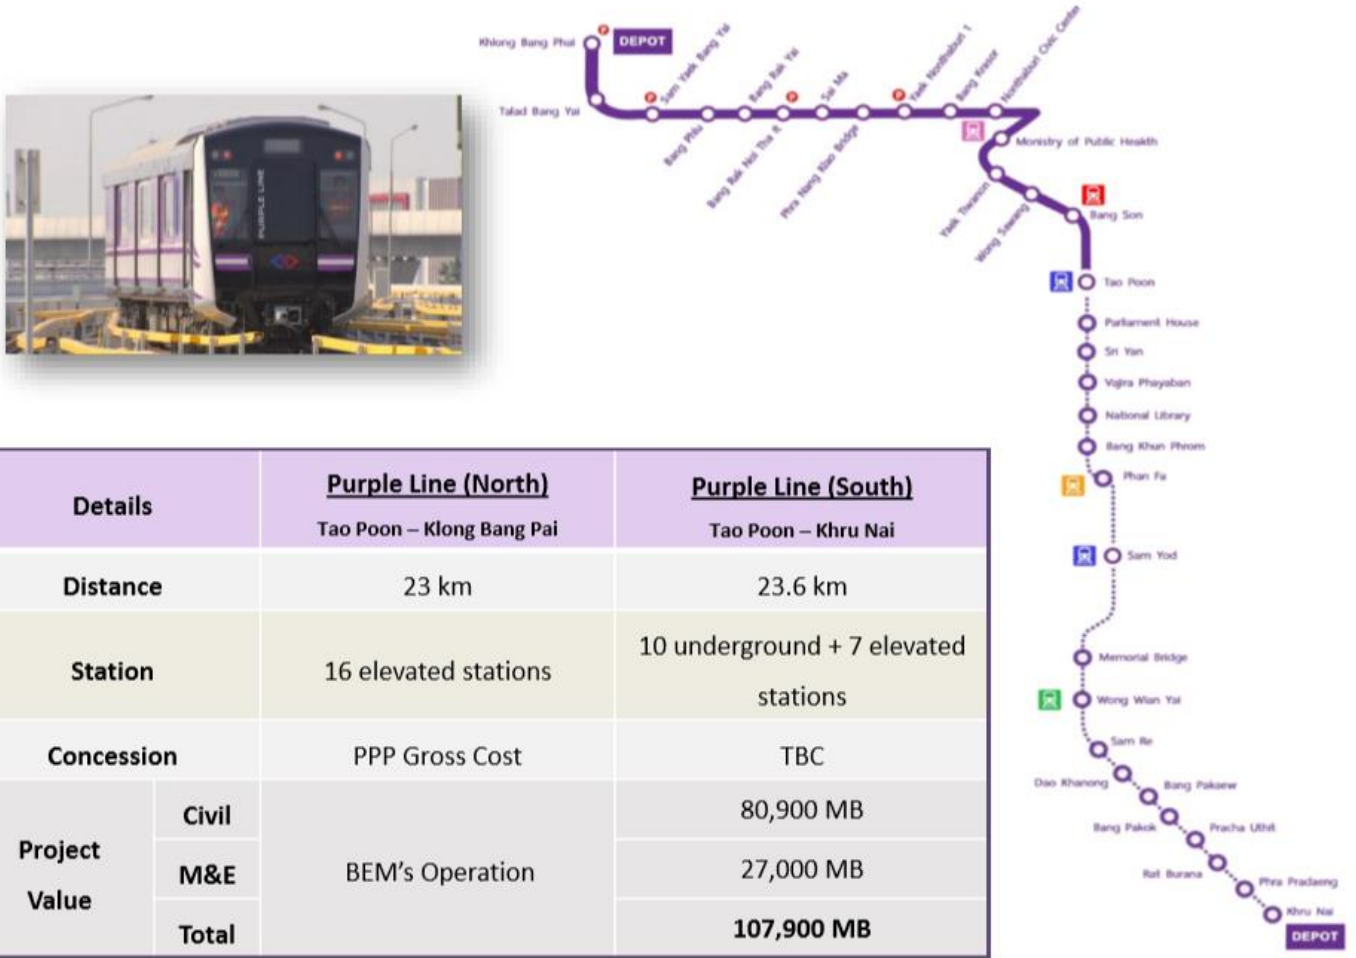 Khlong Bang Phai
DEPOT
Talad Bang Yai
Sam Yaek Bang Yai
Bang Phlu
Bang Rak Yai
Bang Rak Noi Tha It
Sai Ma
Phra Nang Klao Bridge
Yaek Nonthaburi 1
Bang Krasor
Nonthaburi Civic Center
Ministry of Public Health
Yaek Tiwanon
Wong Sawang
Bang Son
Tao Poon
Parliament House
Sri Yan
Vajira Phayaban
National Library
Bang Khun Phrom
Phan Fa
Sam Yod
Memorial Bridge
Wong Wian Yai
Sam Re
Dao Khanong
Bang Pakaew
Bang Pakok
Pracha Uthit
Rat Burana
Phra Pradaeng
Khru Nai
DEPOT
P
P
P
P
PURPLE LINE
Details
Purple Line (North)
Tao Poon – Klong Bang Pai
Purple Line (South)
Tao Poon – Khru Nai
Distance
23 km
23.6 km
Station
16 elevated stations
10 underground + 7 elevated
stations
Concession
PPP Gross Cost
TBC
Project
Value
Civil
80,900 MB
M&E
BEM's Operation
27,000 MB
Total
107,900 MB